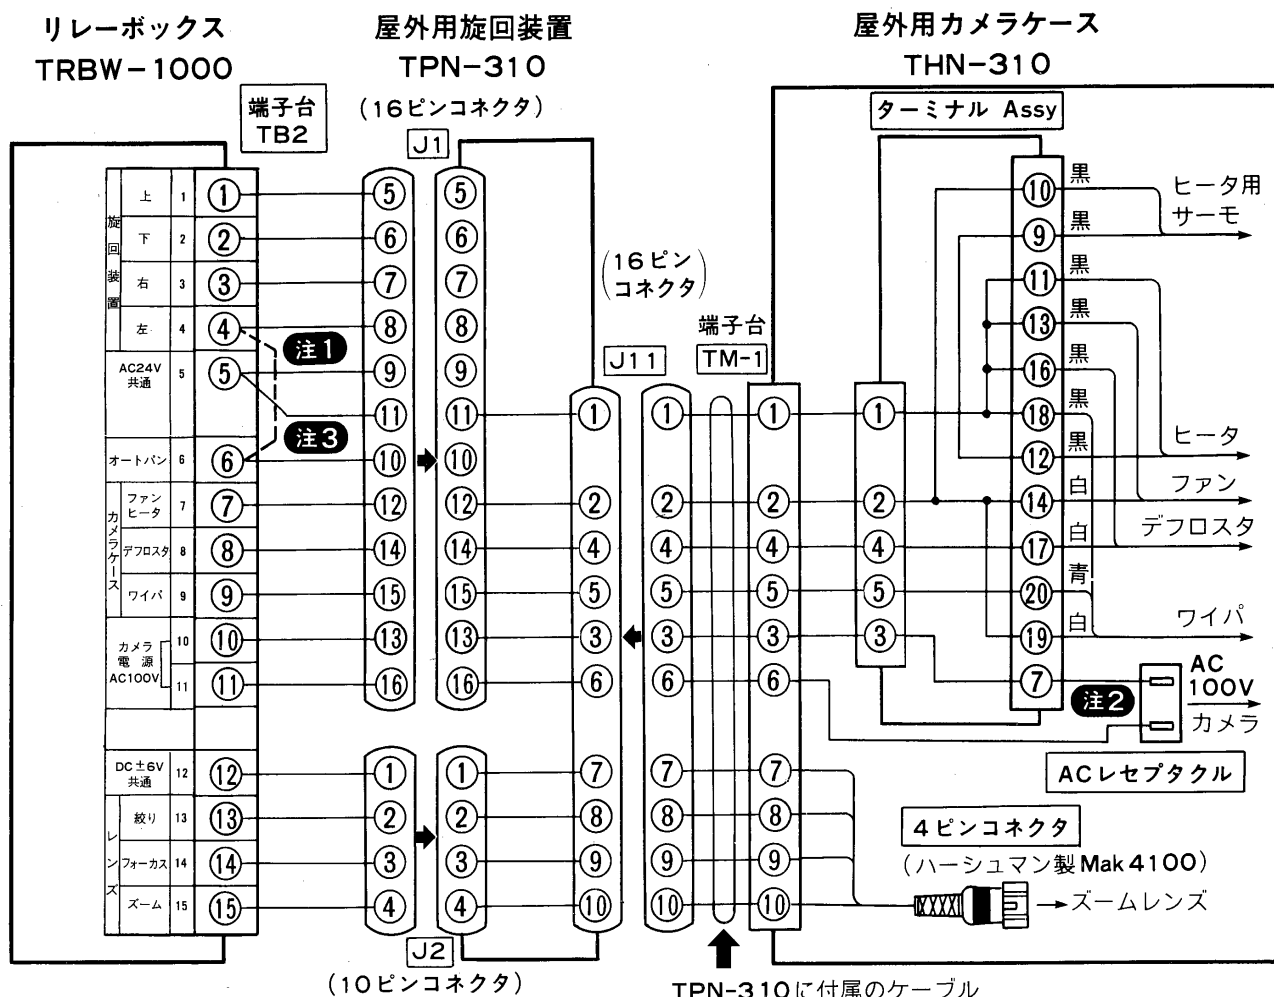 リレーボックス
TRBW-1000
屋外用旋回装置
TPN-310
屋外用カメラケース
THN-310
端子台
TB2
(16ピンコネクタ)
J1
ターミナル Assy
旋回装置
上 1 ①
下 2 ②
右 3 ③
左 4 ④
AC24V
共通 5 ⑤
オートパン 6 ⑥
カメラケース
ファン
ヒータ 7 ⑦
デフロスタ 8 ⑧
ワイパ 9 ⑨
カメラ
電源
AC100V
10 ⑩
11 ⑪
DC±6V
共通 12 ⑫
レンズ
絞り 13 ⑬
フォーカス 14 ⑭
ズーム 15 ⑮
注1
注3
⑤ ⑤
⑥ ⑥
⑦ ⑦
⑧ ⑧
⑨ ⑨
⑪ ⑪
⑩ ⑩
⑫ ⑫
⑭ ⑭
⑮ ⑮
⑬ ⑬
⑯ ⑯
① ①
② ②
③ ③
④ ④
J2
(10ピンコネクタ)
(16ピン
コネクタ)
J11
端子台
TM-1
① ① ① ①
② ② ② ②
④ ④ ④ ④
⑤ ⑤ ⑤ ⑤
③ ③ ③ ③
⑥ ⑥ ⑥
⑦ ⑦ ⑦
⑧ ⑧ ⑧
⑨ ⑨ ⑨
⑩ ⑩ ⑩
⑩ 黒
⑨ 黒
⑪ 黒
⑬ 黒
⑯ 黒
⑱ 黒
⑫ 黒
⑭ 白
⑰ 白
⑳ 青
⑲ 白
⑦
ヒータ用
サーモ
ヒータ
ファン
デフロスタ
ワイパ
注2
AC
100V
カメラ
ACレセプタクル
4ピンコネクタ
(ハーシュマン製Mak4100)
ズームレンズ
TPN-310に付属のケーブル